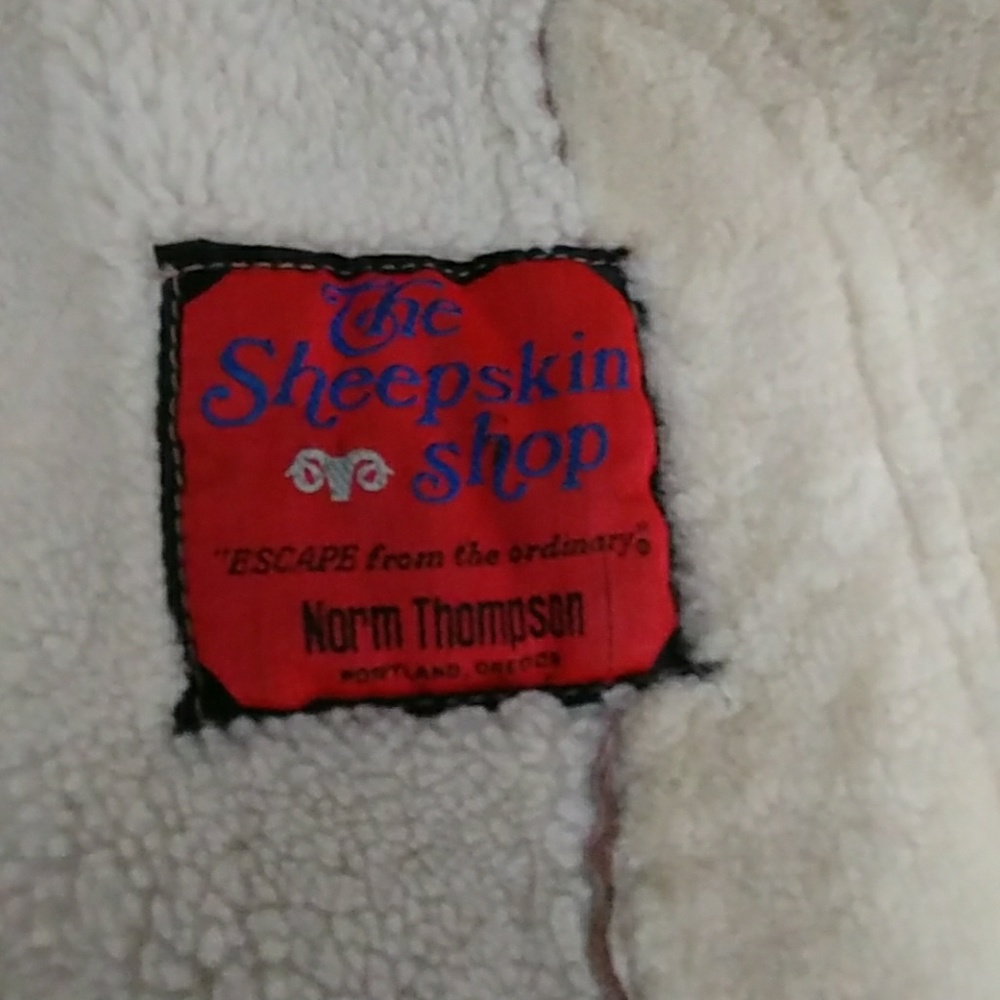 The
Sheepskin
shop
"ESCAPE from the ordinary"®
Norm Thompson
PORTLAND, OREGON